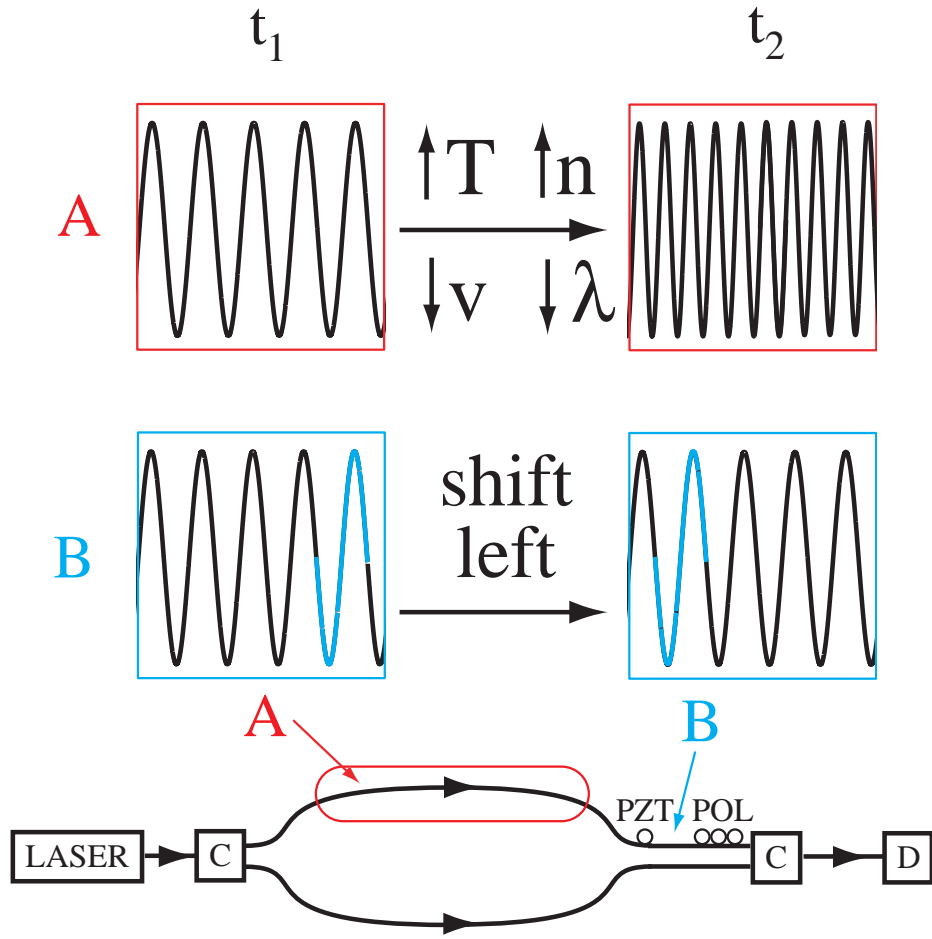 t₁ t₂
A
↑T ↑n
↓v ↓λ
B
shift
left
A
B
PZT POL
LASER C C D